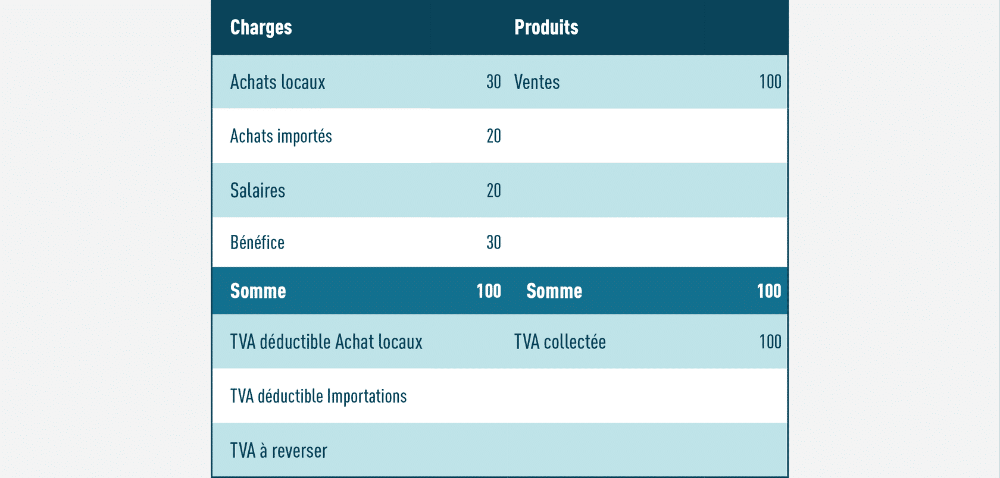 Charges Produits
Achats locaux 30 Ventes 100
Achats importés 20
Salaires 20
Bénéfice 30
Somme 100 Somme 100
TVA déductible Achat locaux TVA collectée 100
TVA déductible Importations
TVA à reverser